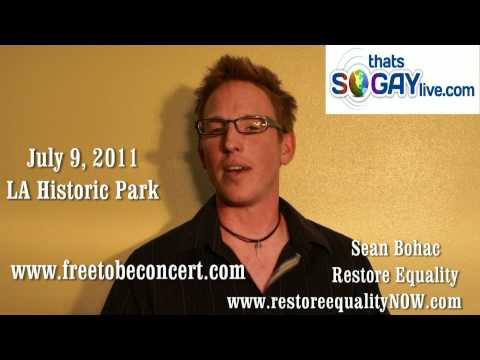 thats
SOGAYlive.com
July 9, 2011
LA Historic Park
www.freetobeconcert.com
Sean Bohac
Restore Equality
www.restoreequalityNOW.com